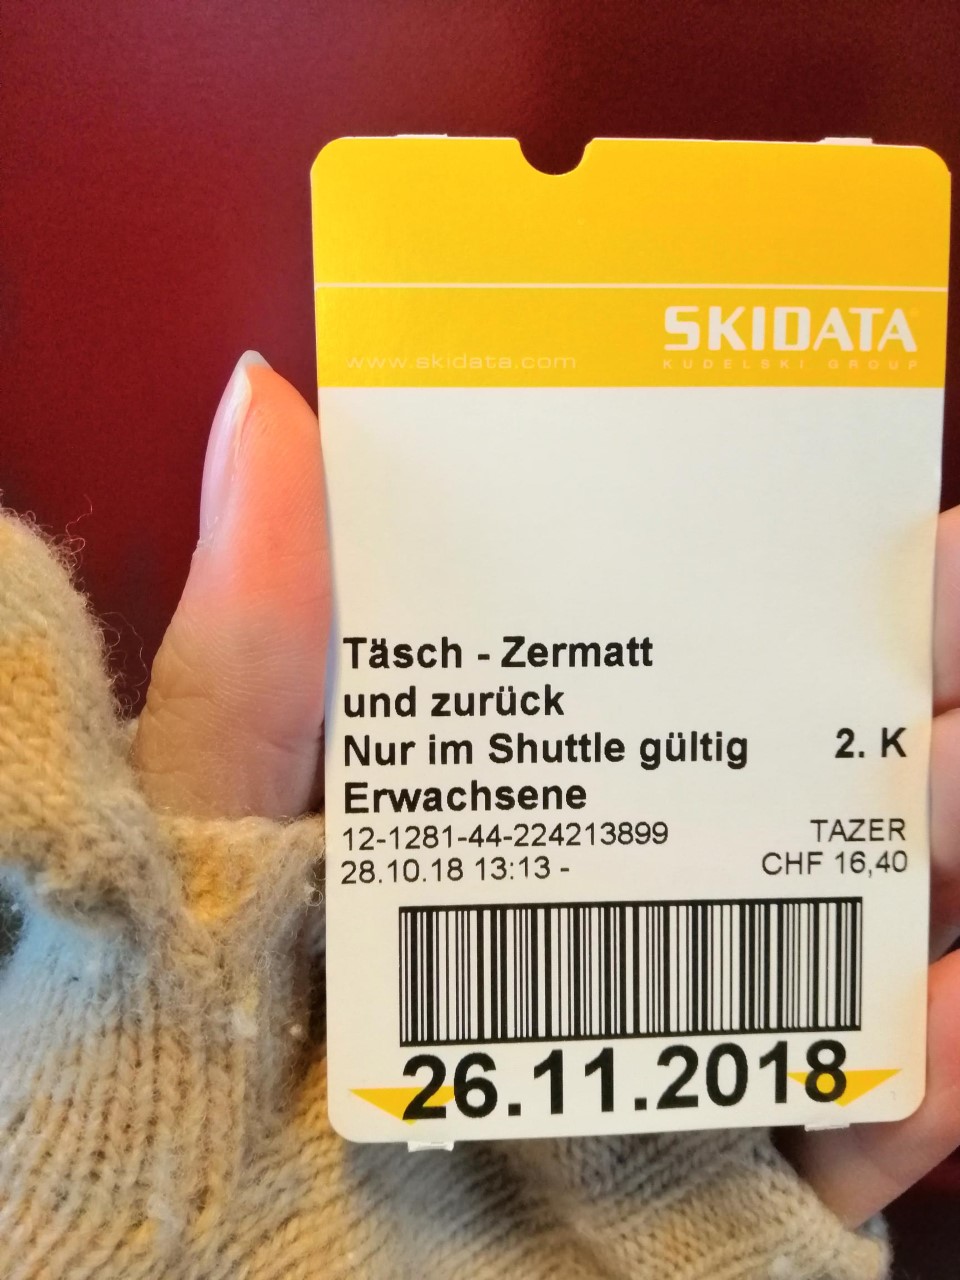 SKIDATA
www.skidata.com
KUDELSKI GROUP
Täsch - Zermatt
und zurück
Nur im Shuttle gültig 2. K
Erwachsene
12-1281-44-224213899 TAZER
28.10.18 13:13 - CHF 16,40
26.11.2018